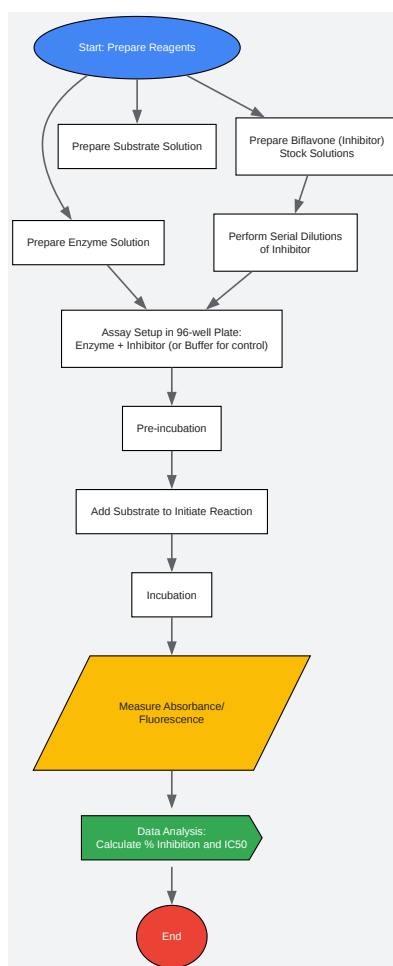 Start: Prepare Reagents
Prepare Substrate Solution
Prepare Biflavone (Inhibitor)
Stock Solutions
Prepare Enzyme Solution
Perform Serial Dilutions
of Inhibitor
Assay Setup in 96-well Plate:
Enzyme + Inhibitor (or Buffer for control)
Pre-incubation
Add Substrate to Initiate Reaction
Incubation
Measure Absorbance/
Fluorescence
Data Analysis:
Calculate % Inhibition and IC50
End